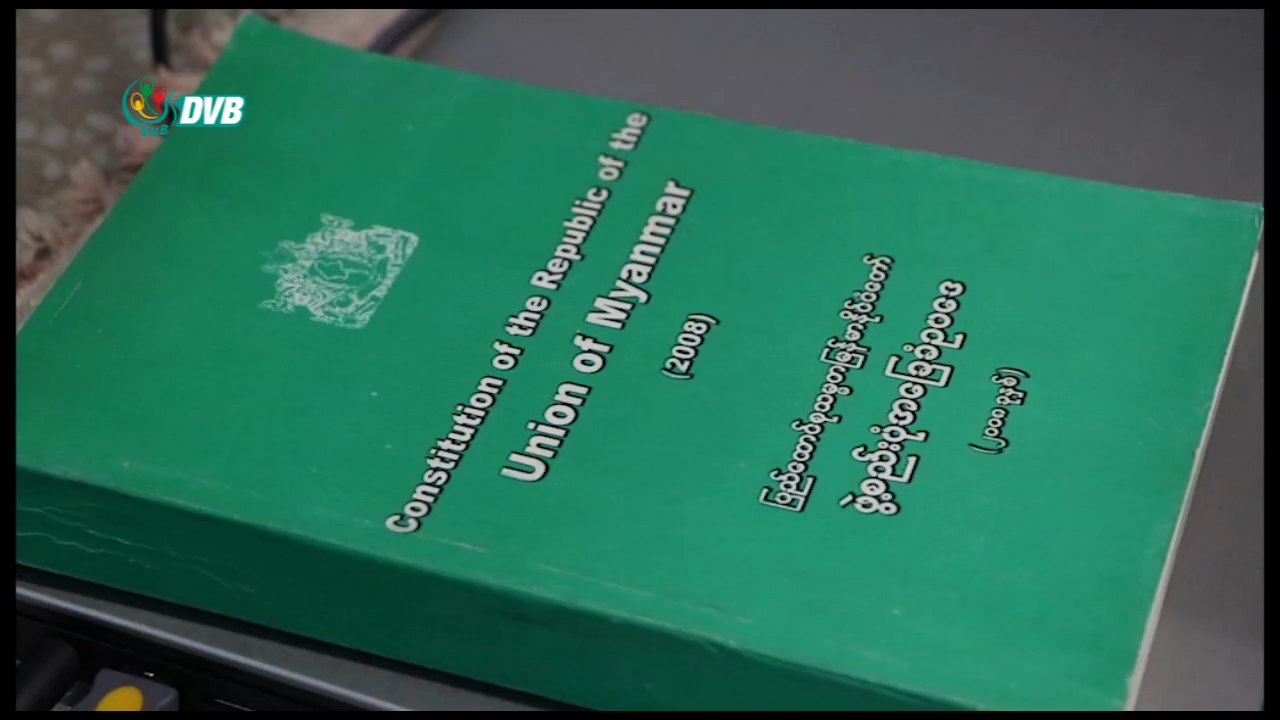 DVB
DVB
Constitution of the Republic of the
Union of Myanmar
(2008)
ပြည်ထောင်စုသမ္မတမြန်မာနိုင်ငံတော်
ဖွဲ့စည်းပုံအခြေခံဥပဒေ
(၂၀၀၈ ခုနှစ်)